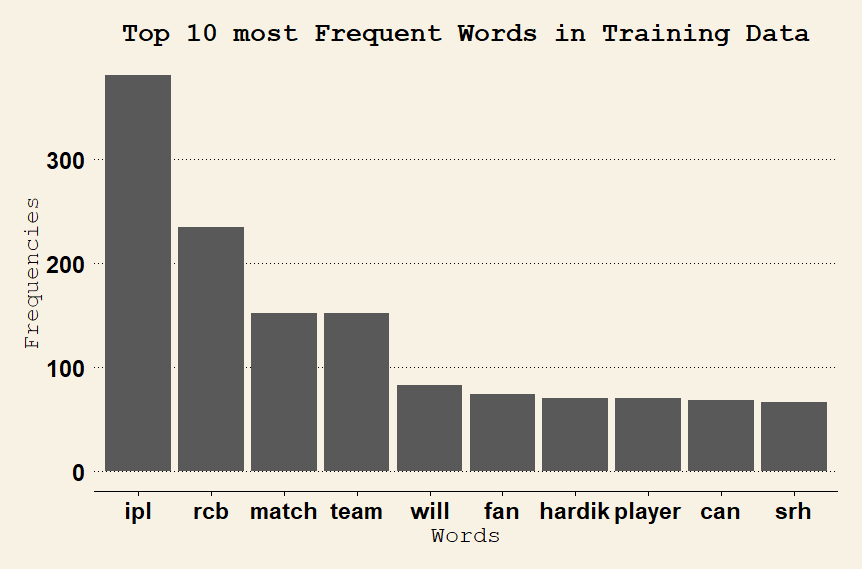 Top 10 most Frequent Words in Training Data
Frequencies
300
200
100
0
ipl rcb match team will fan hardik player can srh
Words